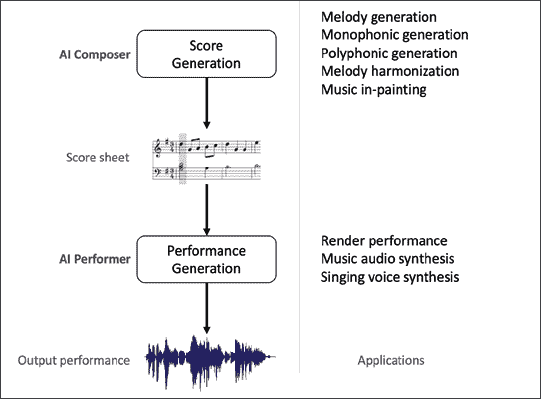 AI Composer
Score
Generation
Melody generation
Monophonic generation
Polyphonic generation
Melody harmonization
Music in-painting
Score sheet
AI Performer
Performance
Generation
Render performance
Music audio synthesis
Singing voice synthesis
Output performance
Applications